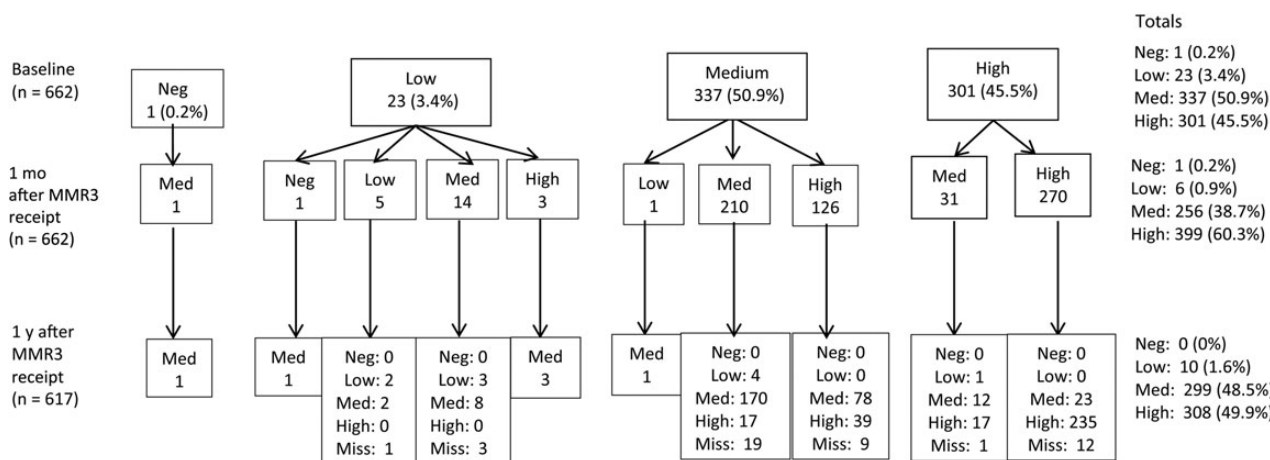 Totals
Baseline
(n = 662)
Neg
1 (0.2%)
Low
23 (3.4%)
Medium
337 (50.9%)
High
301 (45.5%)
Neg: 1 (0.2%)
Low: 23 (3.4%)
Med: 337 (50.9%)
High: 301 (45.5%)
1 mo
after MMR3
receipt
(n = 662)
Med
1
Neg
1
Low
5
Med
14
High
3
Low
1
Med
210
High
126
Med
31
High
270
Neg: 1 (0.2%)
Low: 6 (0.9%)
Med: 256 (38.7%)
High: 399 (60.3%)
1 y after
MMR3
receipt
(n = 617)
Med
1
Med
1
Neg: 0
Low: 2
Med: 2
High: 0
Miss: 1
Neg: 0
Low: 3
Med: 8
High: 0
Miss: 3
Med
3
Med
1
Neg: 0
Low: 4
Med: 170
High: 17
Miss: 19
Neg: 0
Low: 0
Med: 78
High: 39
Miss: 9
Neg: 0
Low: 1
Med: 12
High: 17
Miss: 1
Neg: 0
Low: 0
Med: 23
High: 235
Miss: 12
Neg: 0 (0%)
Low: 10 (1.6%)
Med: 299 (48.5%)
High: 308 (49.9%)